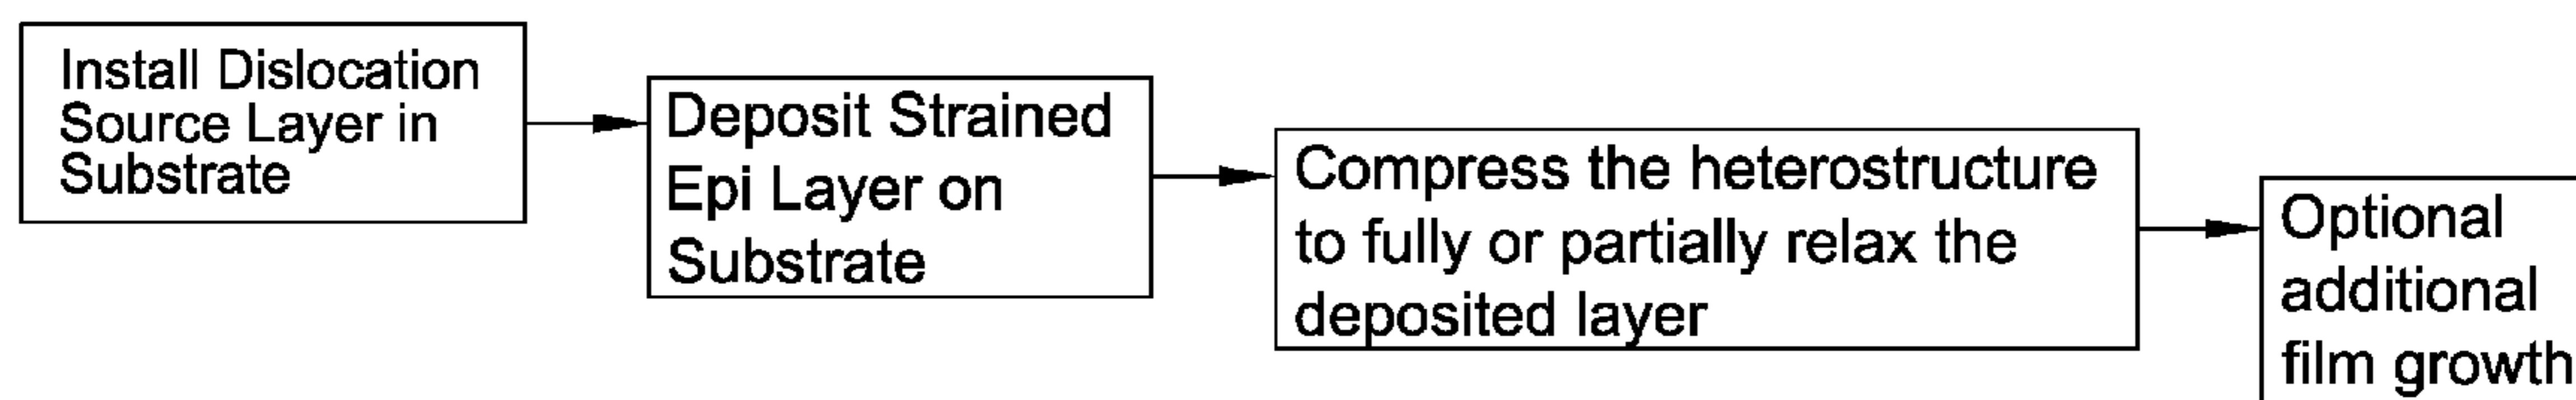 Install Dislocation
Source Layer in
Substrate
Deposit Strained
Epi Layer on
Substrate
Compress the heterostructure
to fully or partially relax the
deposited layer
Optional
additional
film growth